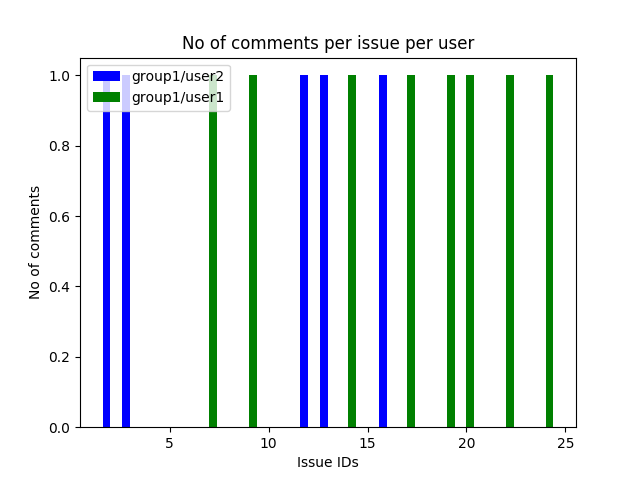 No of comments per issue per user
group1/user2
group1/user1
No of comments
1.0
0.8
0.6
0.4
0.2
0.0
5 10 15 20 25
Issue IDs